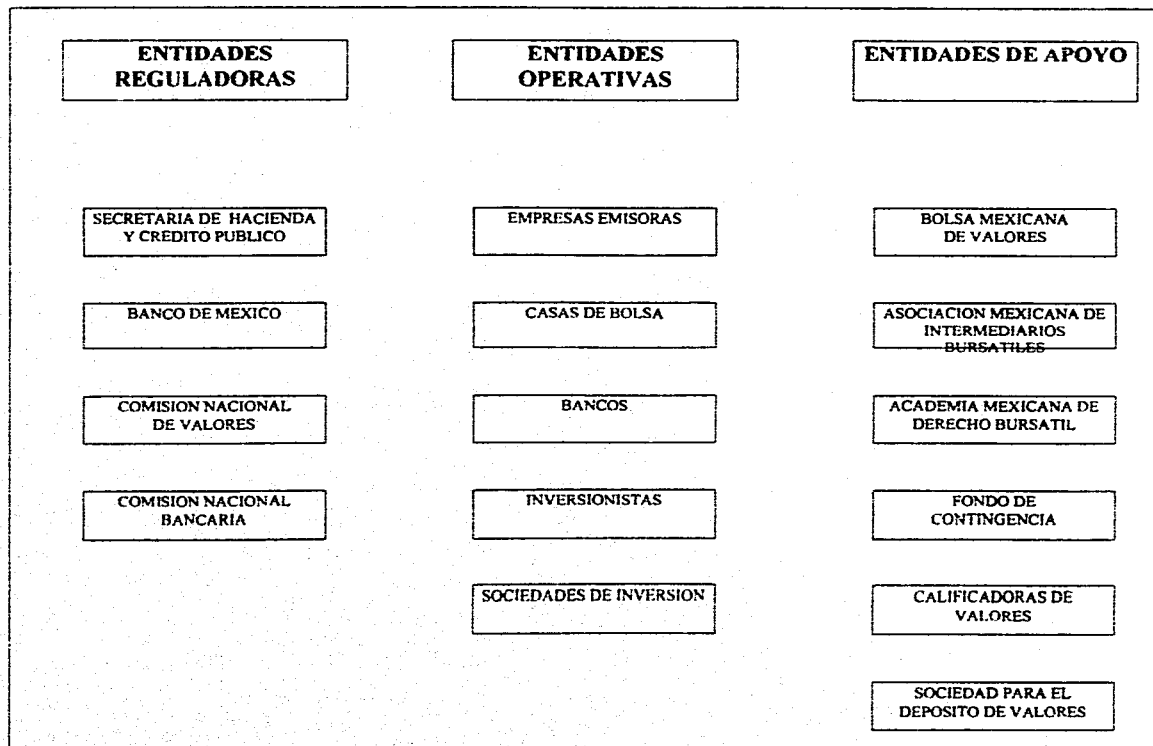 ENTIDADES
REGULADORAS
SECRETARIA DE HACIENDA
Y CREDITO PUBLICO
BANCO DE MEXICO
COMISION NACIONAL
DE VALORES
COMISION NACIONAL
BANCARIA
ENTIDADES
OPERATIVAS
EMPRESAS EMISORAS
CASAS DE BOLSA
BANCOS
INVERSIONISTAS
SOCIEDADES DE INVERSION
ENTIDADES DE APOYO
BOLSA MEXICANA
DE VALORES
ASOCIACION MEXICANA DE
INTERMEDIARIOS
BURSATILES
ACADEMIA MEXICANA DE
DERECHO BURSATIL
FONDO DE
CONTINGENCIA
CALIFICADORAS DE
VALORES
SOCIEDAD PARA EL
DEPOSITO DE VALORES